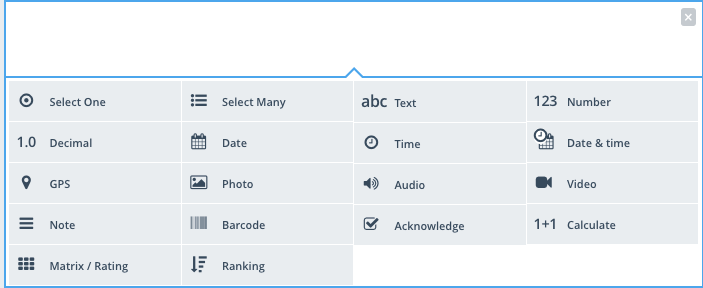 Select One
Select Many
abc Text
123 Number
1.0 Decimal
Date
Time
Date & time
GPS
Photo
Audio
Video
Note
Barcode
Acknowledge
1+1 Calculate
Matrix / Rating
Ranking